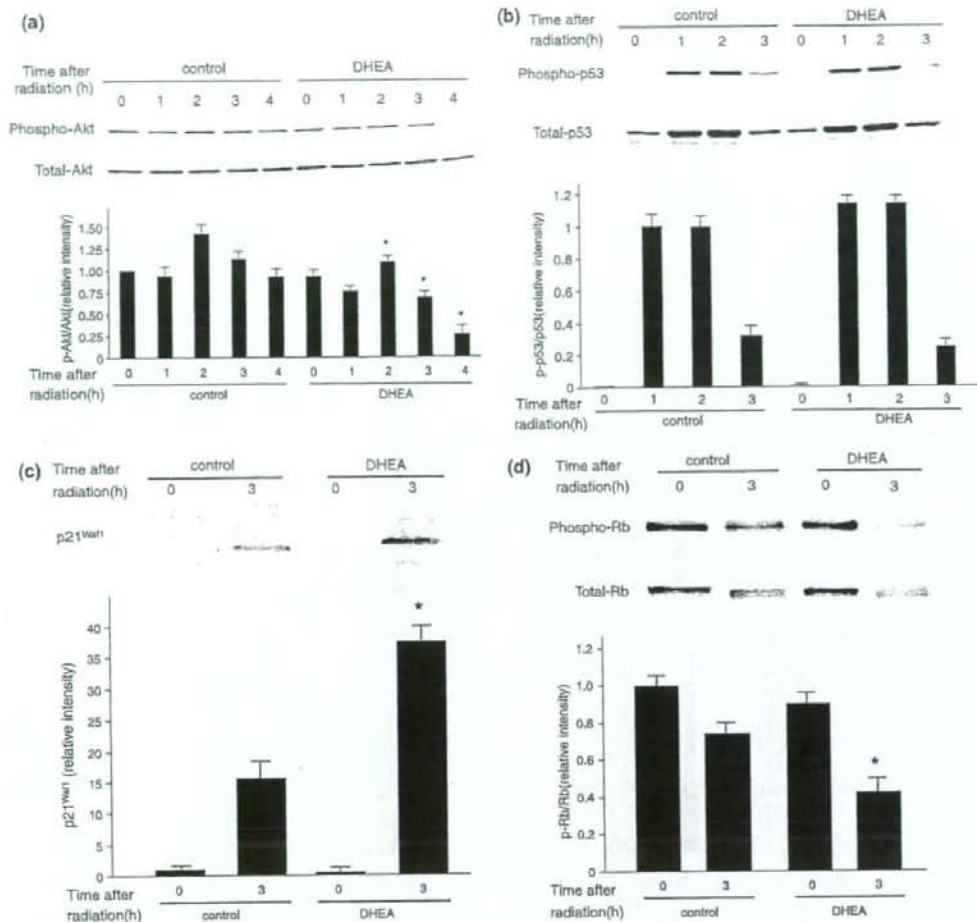 (a)
Time after radiation (h)
control
DHEA
0 1 2 3 4 0 1 2 3 4
Phospho-Akt
Total-Akt
p-Akt/Akt(relative intensity)
1.50
1.25
1.00
0.75
0.50
0.25
0
* * *
Time after radiation(h)
0 1 2 3 4 0 1 2 3 4
control
DHEA
(b)
Time after radiation(h)
control
DHEA
0 1 2 3 0 1 2 3
Phospho-p53
Total-p53
p-p53/p53(relative intensity)
1.2
1
0.8
0.6
0.4
0.2
0
Time after radiation(h)
0 1 2 3 0 1 2 3
control
DHEA
(c)
Time after radiation(h)
control
DHEA
0 3 0 3
p21Waf1
p21Waf1 (relative intensity)
40
35
30
25
20
15
10
5
0
*
Time after radiation(h)
0 3 0 3
control
DHEA
(d)
Time after radiation(h)
control
DHEA
0 3 0 3
Phospho-Rb
Total-Rb
p-Rb/Rb(relative intensity)
1.2
1.0
0.8
0.6
0.4
0.2
0
*
Time after radiation(h)
0 3 0 3
control
DHEA